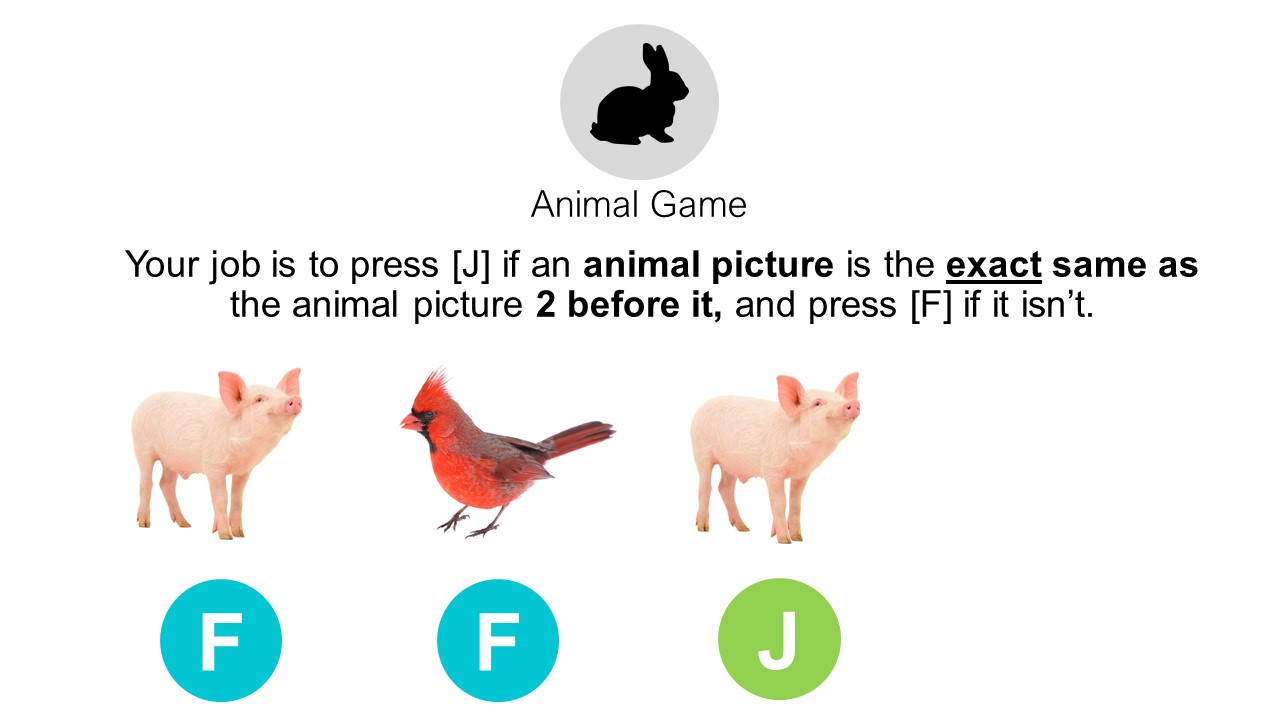 Animal Game
Your job is to press [J] if an animal picture is the exact same as
the animal picture 2 before it, and press [F] if it isn’t.
F F J